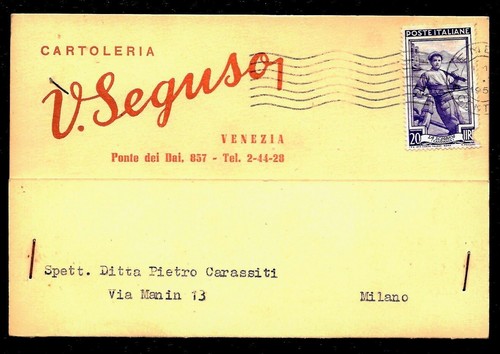 CARTOLERIA
V. Seguso
VENEZIA
Ponte dei Dai, 857 - Tel. 2-44-28
POSTE ITALIANE
20 LIRE
Spett. Ditta Pietro Carassiti
Via Manin 13 Milano